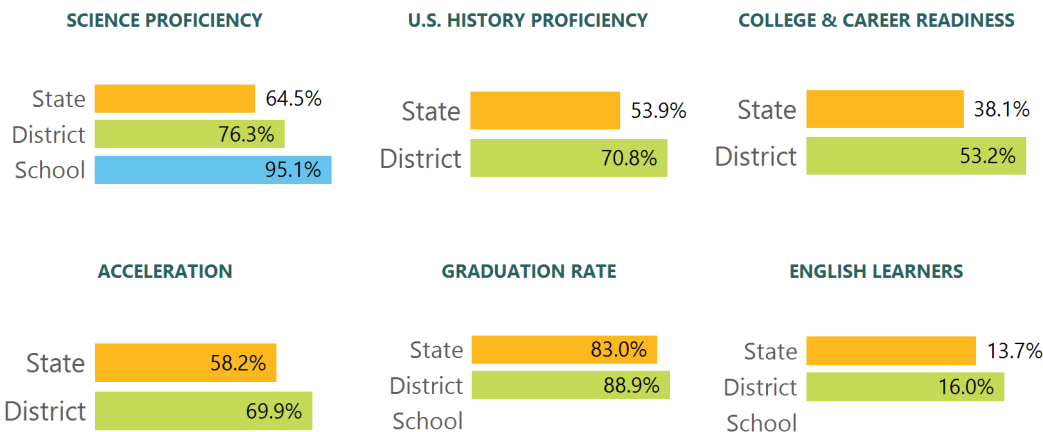 SCIENCE PROFICIENCY
State 64.5%
District 76.3%
School 95.1%
U.S. HISTORY PROFICIENCY
State 53.9%
District 70.8%
COLLEGE & CAREER READINESS
State 38.1%
District 53.2%
ACCELERATION
State 58.2%
District 69.9%
GRADUATION RATE
State 83.0%
District 88.9%
School
ENGLISH LEARNERS
State 13.7%
District 16.0%
School